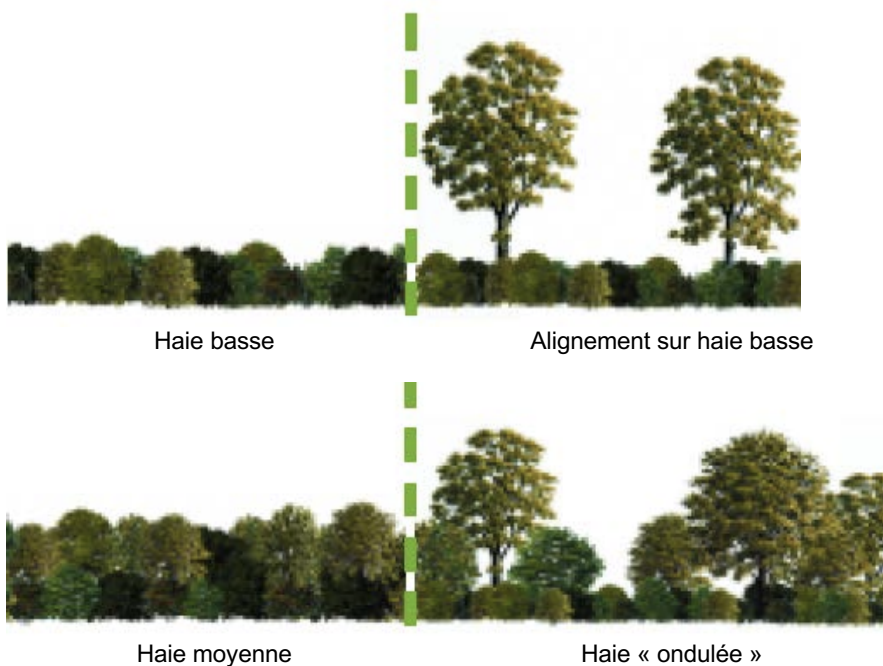 Haie basse
Alignement sur haie basse
Haie moyenne
Haie « ondulée »